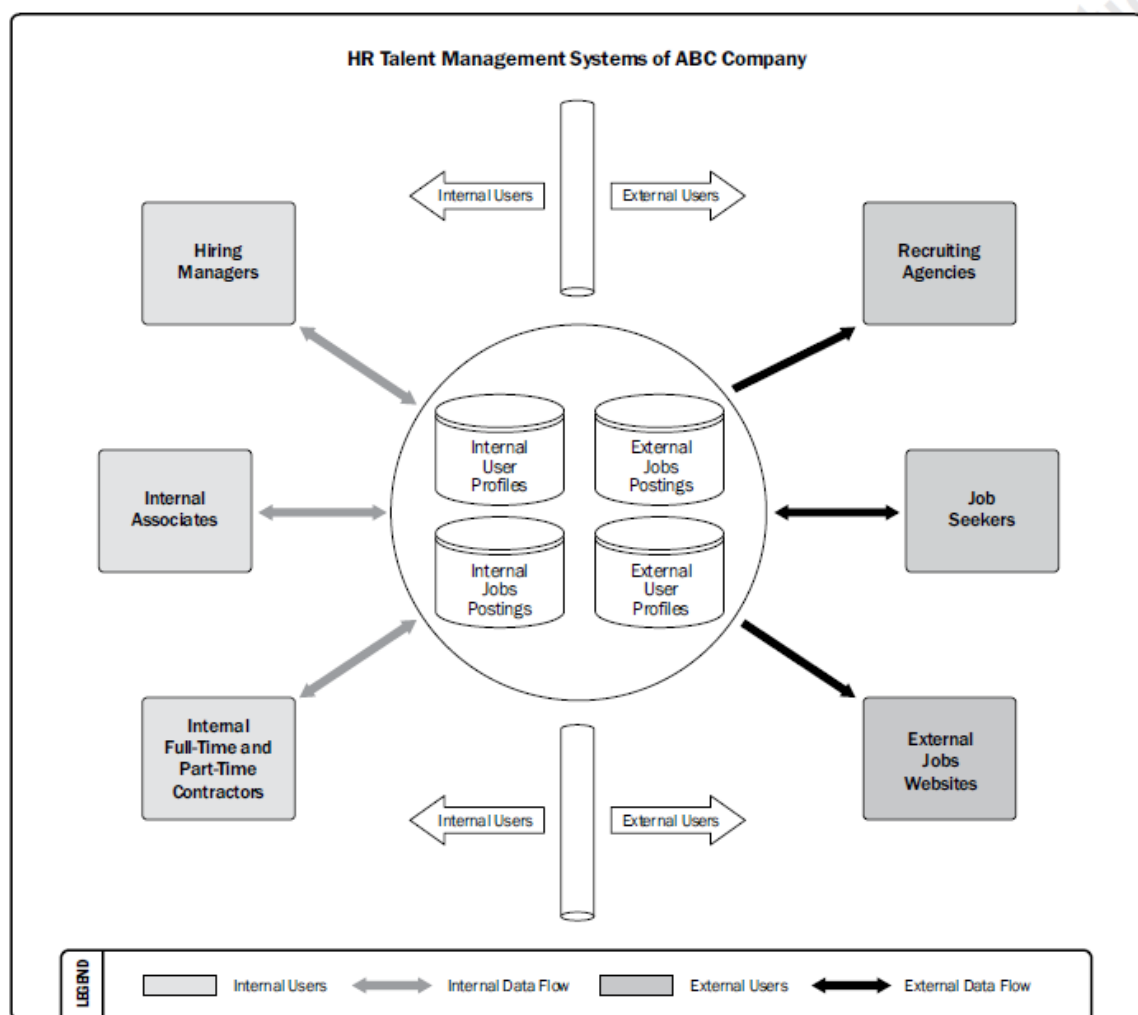 HR Talent Management Systems of ABC Company
Internal Users
External Users
Hiring
Managers
Recruiting
Agencies
Internal
User
Profiles
External
Jobs
Postings
Internal
Associates
Job
Seekers
Internal
Jobs
Postings
External
User
Profiles
Internal
Full-Time and
Part-Time
Contractors
External
Jobs
Websites
Internal Users
External Users
LEGEND
Internal Users
Internal Data Flow
External Users
External Data Flow